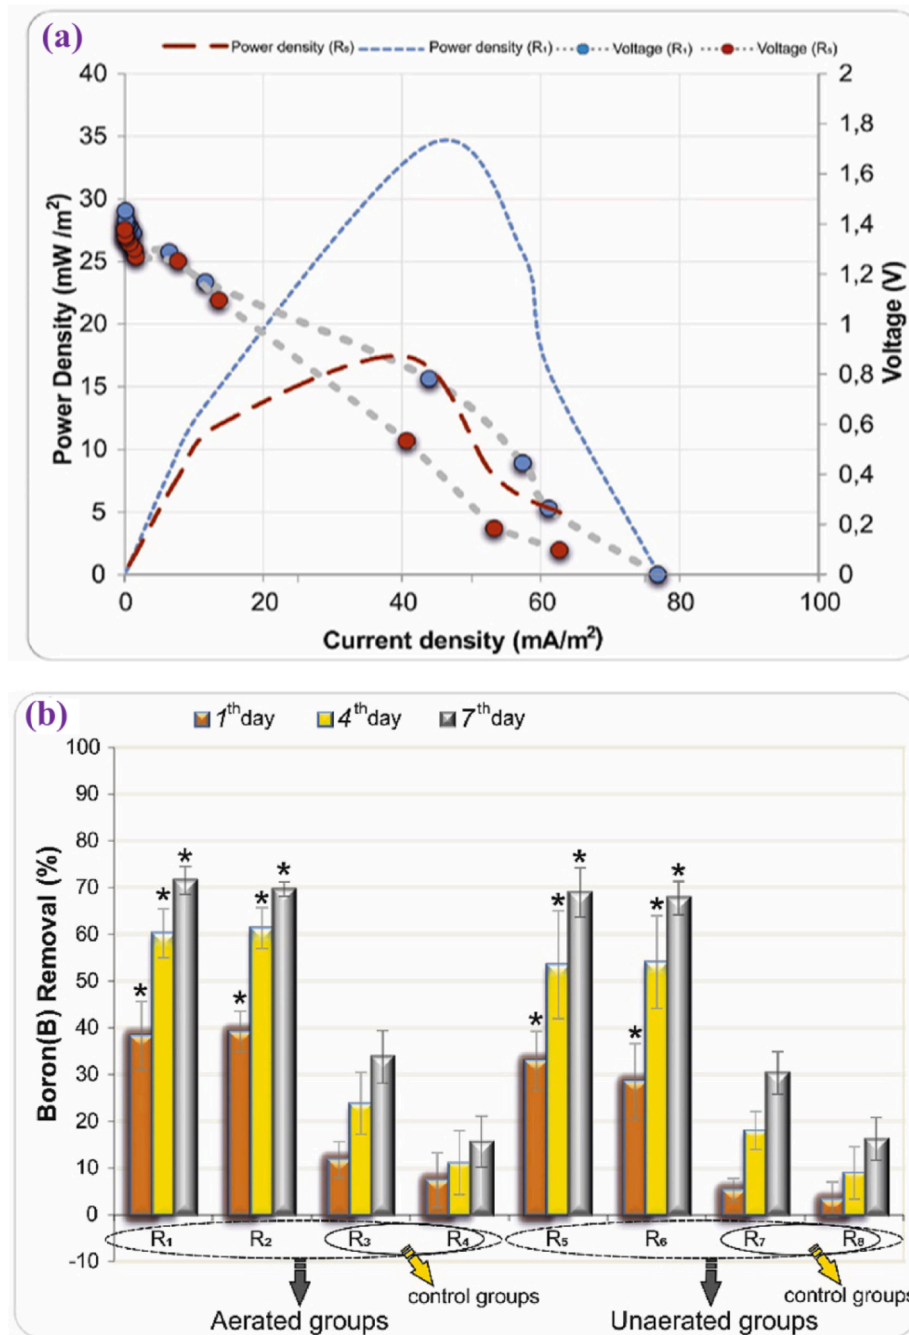 (a)
Power density (R₅) Power density (R₁) Voltage (R₁) Voltage (R₅)
40 2
35 1,8
1,6
30 1,4
25 1,2
20 1
15 0,8
0,6
10 0,4
5 0,2
0 0
Power Density (mW /m²)
Voltage (V)
0 20 40 60 80 100
Current density (mA/m²)
(b)
1th day 4th day 7th day
100
90
80
70
60
50
40
30
20
10
0
-10
Boron(B) Removal (%)
* * * * * * * * * * * *
R₁ R₂ R₃ R₄ R₅ R₆ R₇ R₈
control groups control groups
Aerated groups Unaerated groups